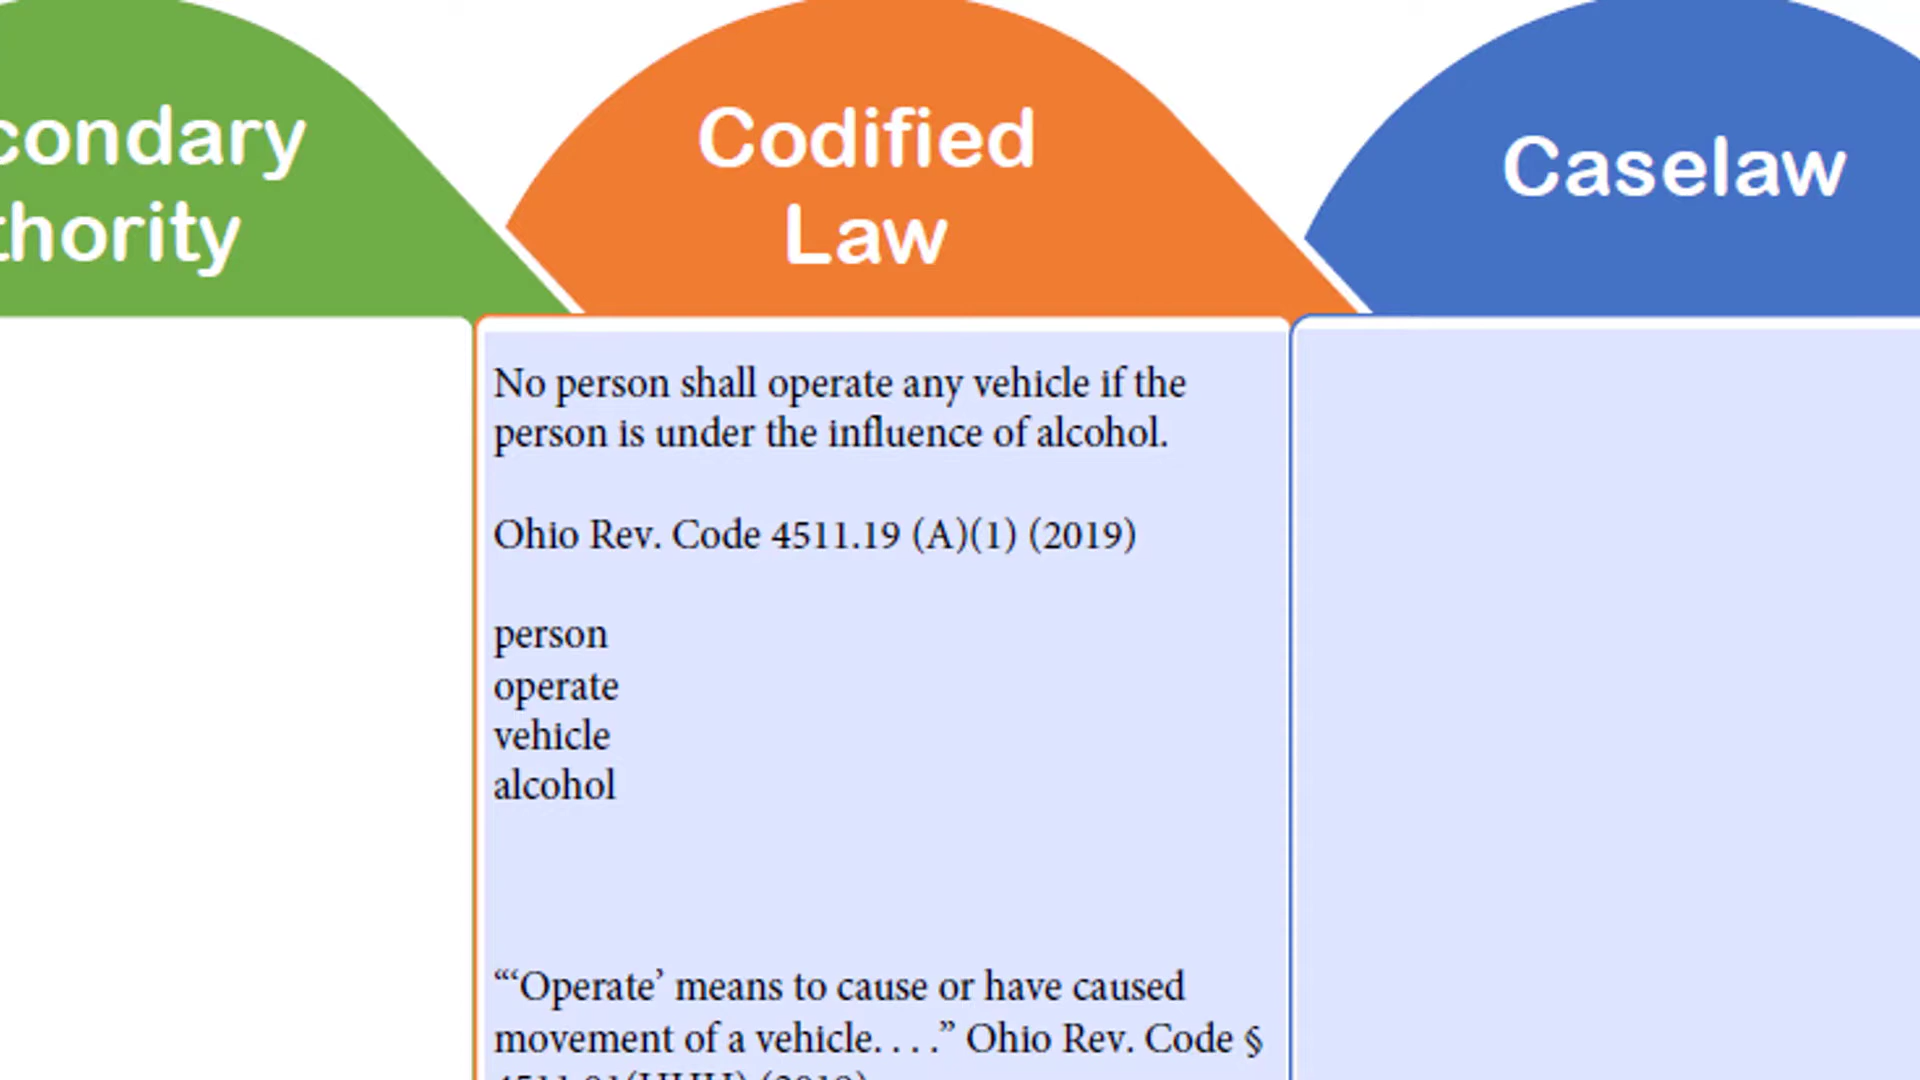 condary
thority
Codified
Law
Caselaw
No person shall operate any vehicle if the
person is under the influence of alcohol.
Ohio Rev. Code 4511.19 (A)(1) (2019)
person
operate
vehicle
alcohol
“‘Operate’ means to cause or have caused
movement of a vehicle. . . .” Ohio Rev. Code §